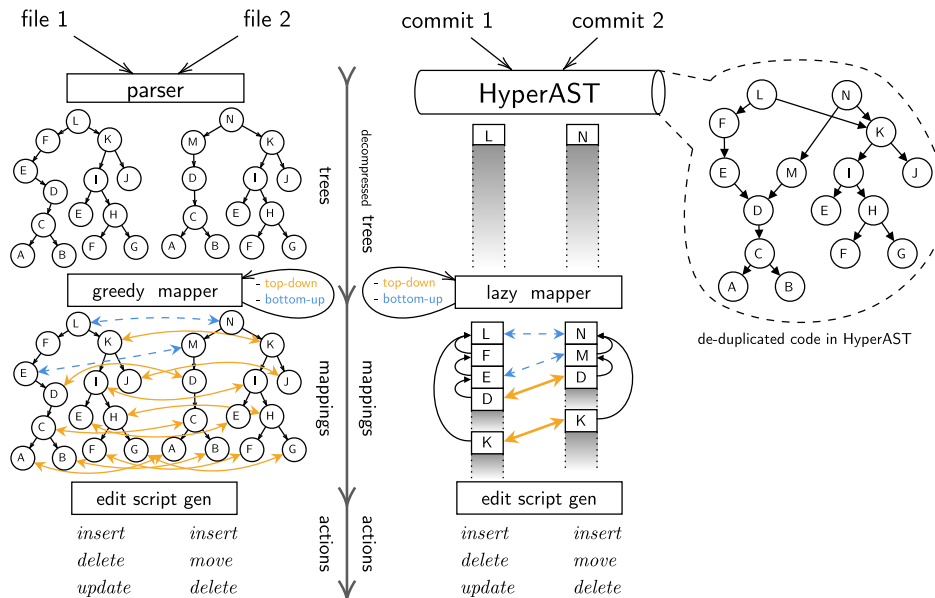 file 1
file 2
commit 1
commit 2
parser
HyperAST
L
N
F
K
M
K
E
I
J
D
I
J
D
E
H
C
E
H
C
F
G
A
B
F
G
A
B
trees
decompressed trees
L
N
L
N
F
K
E
M
I
J
D
E
H
C
F
G
A
B
de-duplicated code in HyperAST
greedy mapper
- top-down
- bottom-up
- top-down
- bottom-up
lazy mapper
L
N
F
K
M
K
E
I
J
D
I
J
D
E
H
C
E
H
C
F
G
A
B
F
G
A
B
mappings
mappings
L
N
F
M
E
D
D
K
K
edit script gen
edit script gen
insert insert
delete move
update delete
actions
actions
insert insert
delete move
update delete